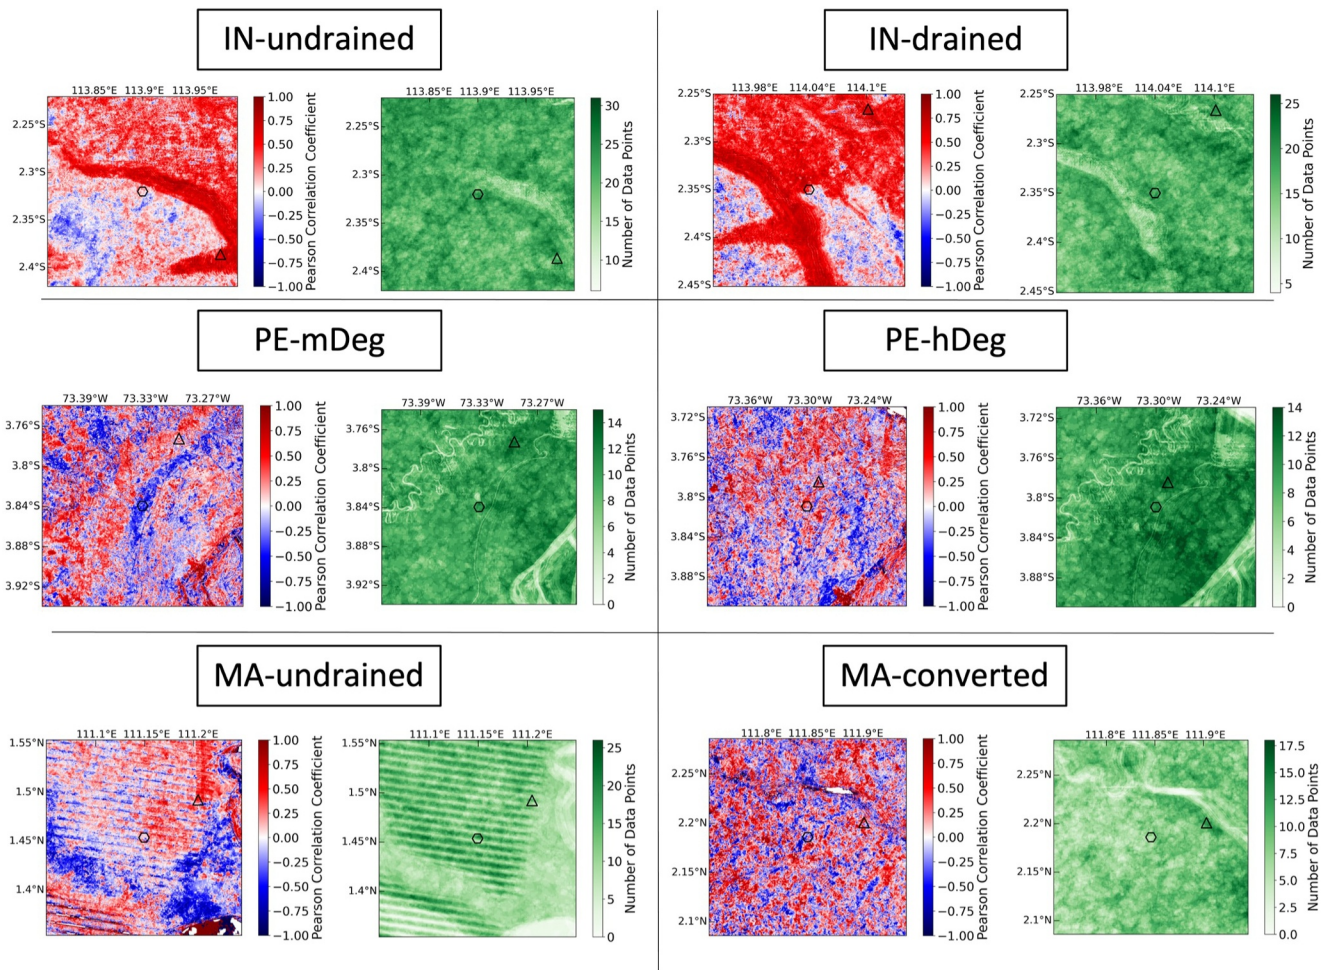 IN-undrained
IN-drained
113.85°E 113.9°E 113.95°E
2.25°S
2.3°S
2.35°S
2.4°S
1.00
0.75
0.50
0.25
0.00
−0.25
−0.50
−0.75
−1.00
Pearson Correlation Coefficient
113.85°E 113.9°E 113.95°E
2.25°S
2.3°S
2.35°S
2.4°S
30
25
20
15
10
Number of Data Points
113.98°E 114.04°E 114.1°E
2.25°S
2.3°S
2.35°S
2.4°S
2.45°S
1.00
0.75
0.50
0.25
0.00
−0.25
−0.50
−0.75
−1.00
Pearson Correlation Coefficient
113.98°E 114.04°E 114.1°E
2.25°S
2.3°S
2.35°S
2.4°S
2.45°S
25
20
15
10
5
Number of Data Points
PE-mDeg
PE-hDeg
73.39°W 73.33°W 73.27°W
3.76°S
3.8°S
3.84°S
3.88°S
3.92°S
1.00
0.75
0.50
0.25
0.00
−0.25
−0.50
−0.75
−1.00
Pearson Correlation Coefficient
73.39°W 73.33°W 73.27°W
3.76°S
3.8°S
3.84°S
3.88°S
3.92°S
14
12
10
8
6
4
2
0
Number of Data Points
73.36°W 73.30°W 73.24°W
3.72°S
3.76°S
3.8°S
3.84°S
3.88°S
1.00
0.75
0.50
0.25
0.00
−0.25
−0.50
−0.75
−1.00
Pearson Correlation Coefficient
73.36°W 73.30°W 73.24°W
3.72°S
3.76°S
3.8°S
3.84°S
3.88°S
14
12
10
8
6
4
2
0
Number of Data Points
MA-undrained
MA-converted
111.1°E 111.15°E 111.2°E
1.55°N
1.5°N
1.45°N
1.4°N
1.00
0.75
0.50
0.25
0.00
−0.25
−0.50
−0.75
−1.00
Pearson Correlation Coefficient
111.1°E 111.15°E 111.2°E
1.55°N
1.5°N
1.45°N
1.4°N
25
20
15
10
5
0
Number of Data Points
111.8°E 111.85°E 111.9°E
2.25°N
2.2°N
2.15°N
2.1°N
1.00
0.75
0.50
0.25
0.00
−0.25
−0.50
−0.75
−1.00
Pearson Correlation Coefficient
111.8°E 111.85°E 111.9°E
2.25°N
2.2°N
2.15°N
2.1°N
17.5
15.0
12.5
10.0
7.5
5.0
2.5
0.0
Number of Data Points